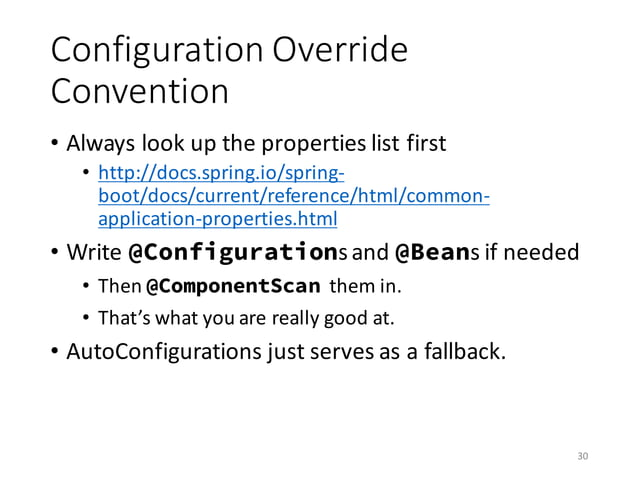 Configuration Override
Convention
• Always look up the properties list first
• http://docs.spring.io/spring-
boot/docs/current/reference/html/common-
application-properties.html
• Write @Configurations and @Beans if needed
• Then @ComponentScan them in.
• That’s what you are really good at.
• AutoConfigurations just serves as a fallback.
30